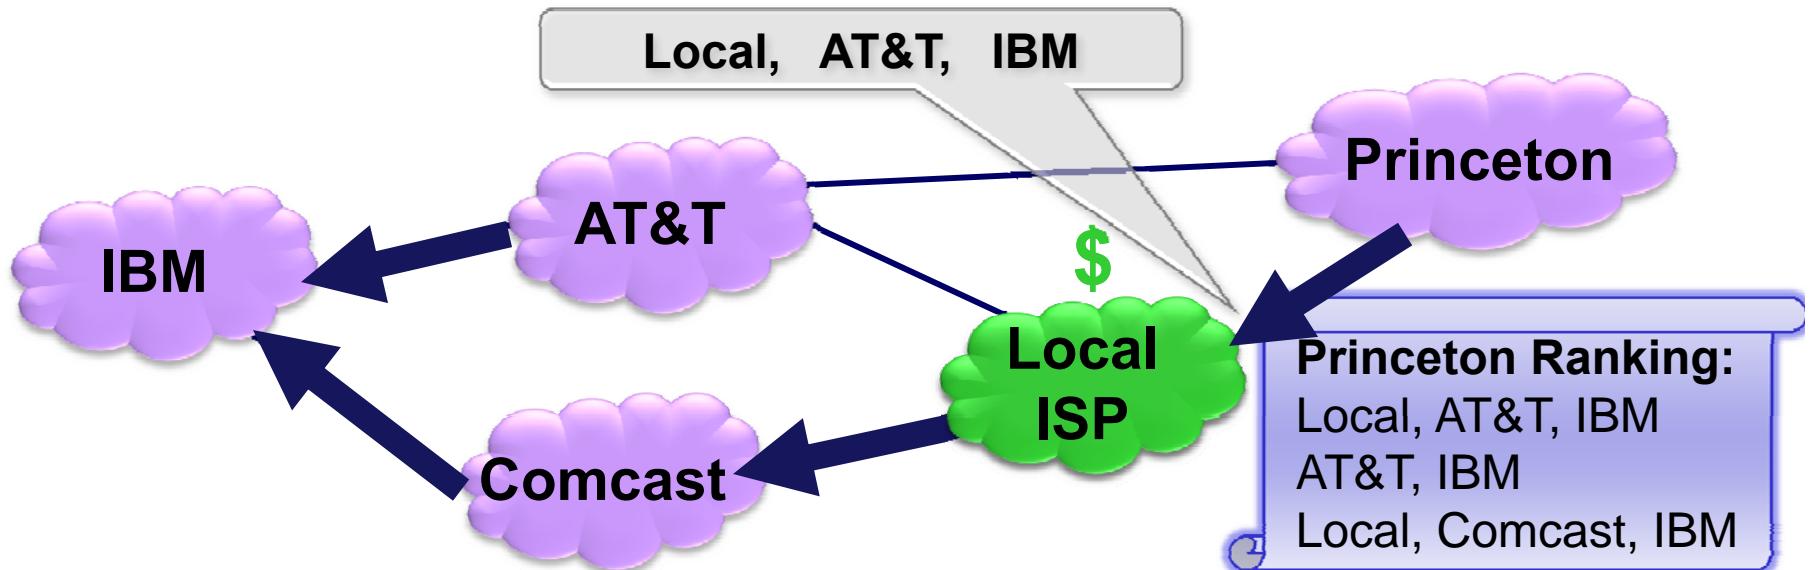 Local, AT&T, IBM
Princeton
AT&T
IBM
$
Local
ISP
Comcast
Princeton Ranking:
Local, AT&T, IBM
AT&T, IBM
Local, Comcast, IBM